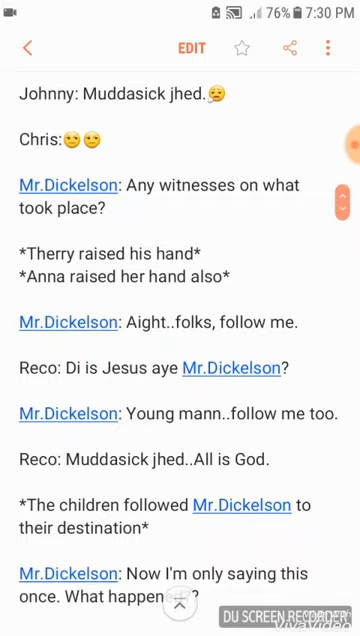 76% 7:30 PM
EDIT
Johnny: Muddasick jhed.😥
Chris:😒😒
Mr.Dickelson: Any witnesses on what
took place?
*Therry raised his hand*
*Anna raised her hand also*
Mr.Dickelson: Aight..folks, follow me.
Reco: Di is Jesus aye Mr.Dickelson?
Mr.Dickelson: Young mann..follow me too.
Reco: Muddasick jhed..All is God.
*The children followed Mr.Dickelson to
their destination*
Mr.Dickelson: Now I'm only saying this
once. What happened?
DU SCREEN RECORDER
VivaVideo